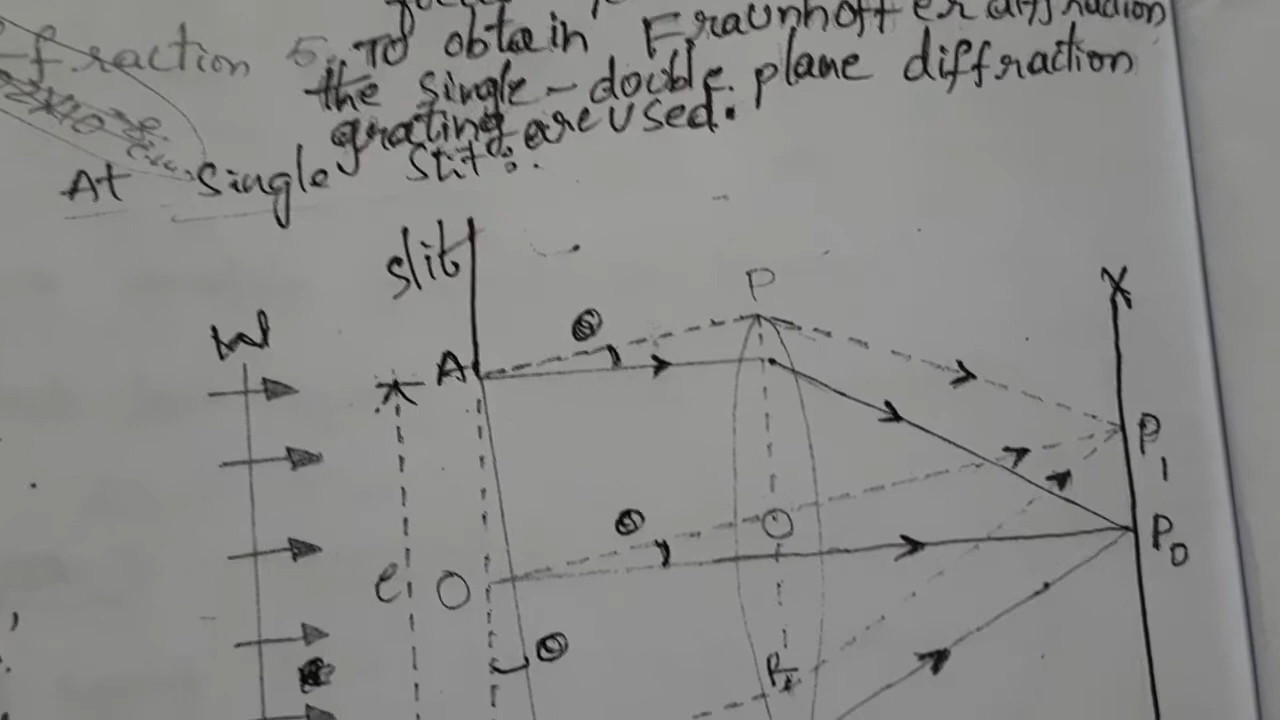 To obtain Fraunhoffer diffraction
fraction 5.
the single - double plane diffraction
grating are used.
At Single Slit:
slit
P
X
W
θ
A
P1
θ
O
P0
e
O
θ